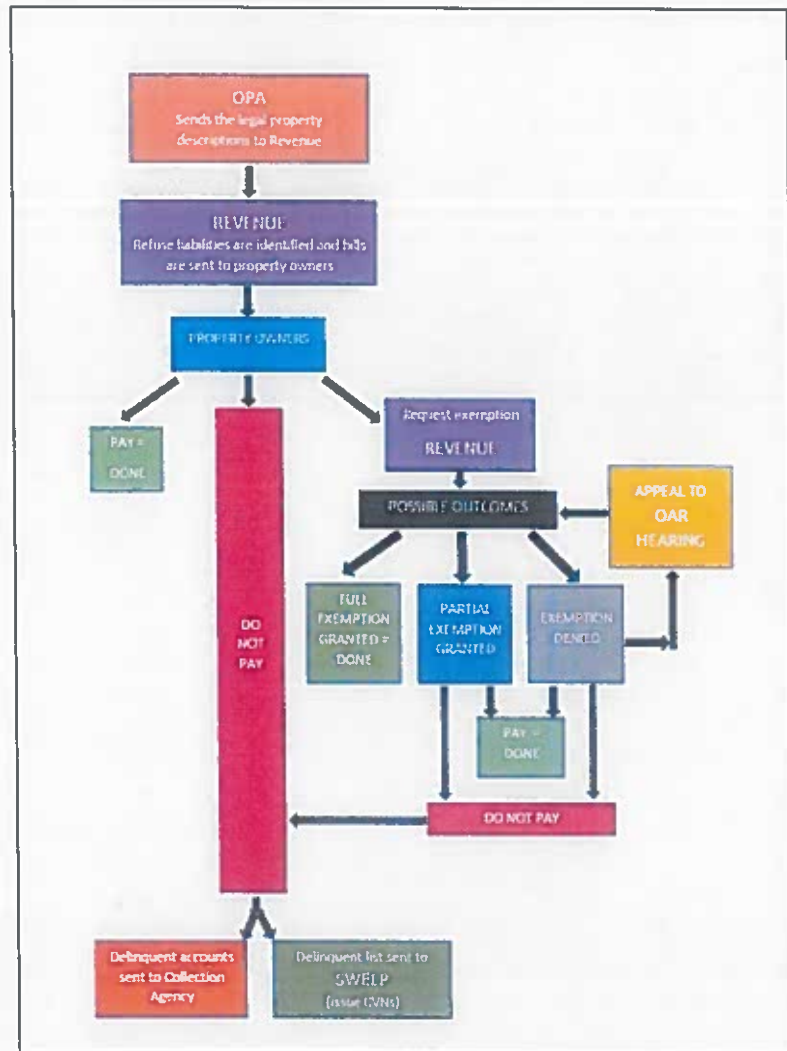 OPA
Sends the legal property
descriptions to Revenue
REVENUE
Refuse liabilities are identified and bills
are sent to property owners
PROPERTY OWNERS
PAY =
DONE
DO
NOT
PAY
Request exemption
REVENUE
POSSIBLE OUTCOMES
APPEAL TO
OAR
HEARING
FULL
EXEMPTION
GRANTED =
DONE
PARTIAL
EXEMPTION
GRANTED
EXEMPTION
DENIED
PAY =
DONE
DO NOT PAY
Delinquent accounts
sent to Collection
Agency
Delinquent list sent to
SWELP
(issue CVNs)